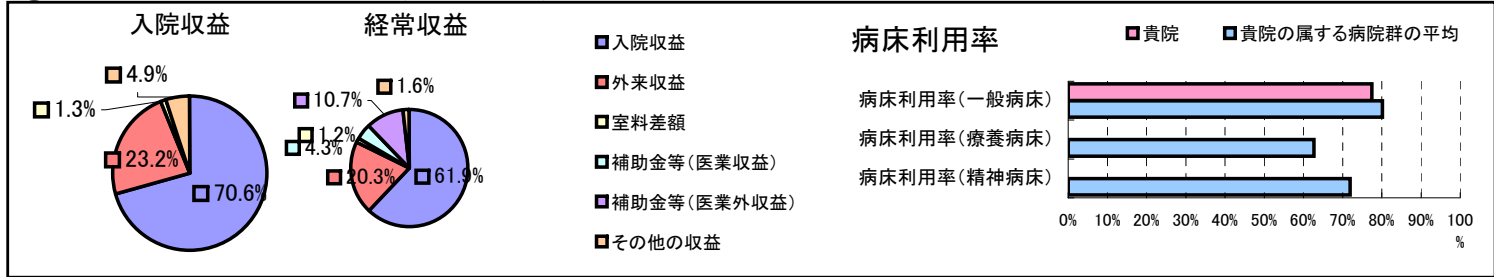 入院収益
4.9%
1.3%
23.2%
70.6%
経常収益
1.6%
10.7%
1.2%
4.3%
20.3%
61.9%
入院収益
外来収益
室料差額
補助金等(医業収益)
補助金等(医業外収益)
その他の収益
病床利用率
貴院
貴院の属する病院群の平均
病床利用率(一般病床)
病床利用率(療養病床)
病床利用率(精神病床)
0% 10% 20% 30% 40% 50% 60% 70% 80% 90% 100
%